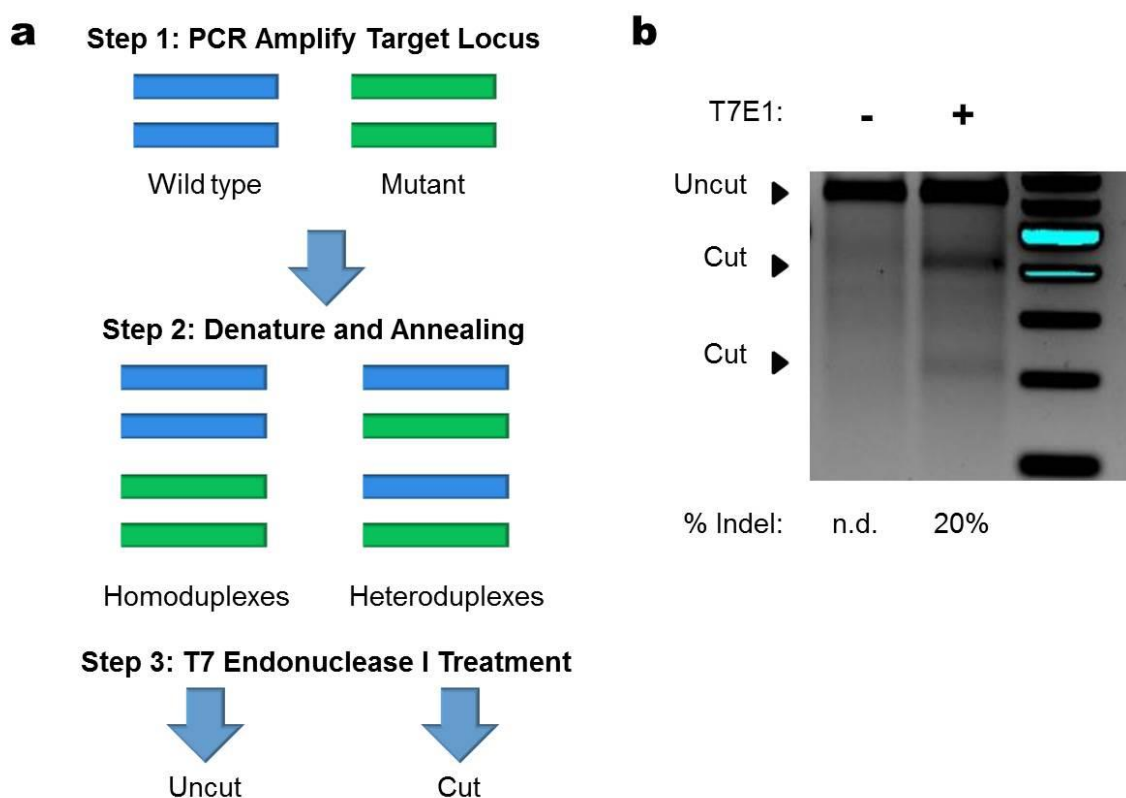 a
Step 1: PCR Amplify Target Locus
Wild type
Mutant
Step 2: Denature and Annealing
Homoduplexes
Heteroduplexes
Step 3: T7 Endonuclease I Treatment
Uncut
Cut
b
T7E1: - +
Uncut
Cut
Cut
% Indel: n.d. 20%